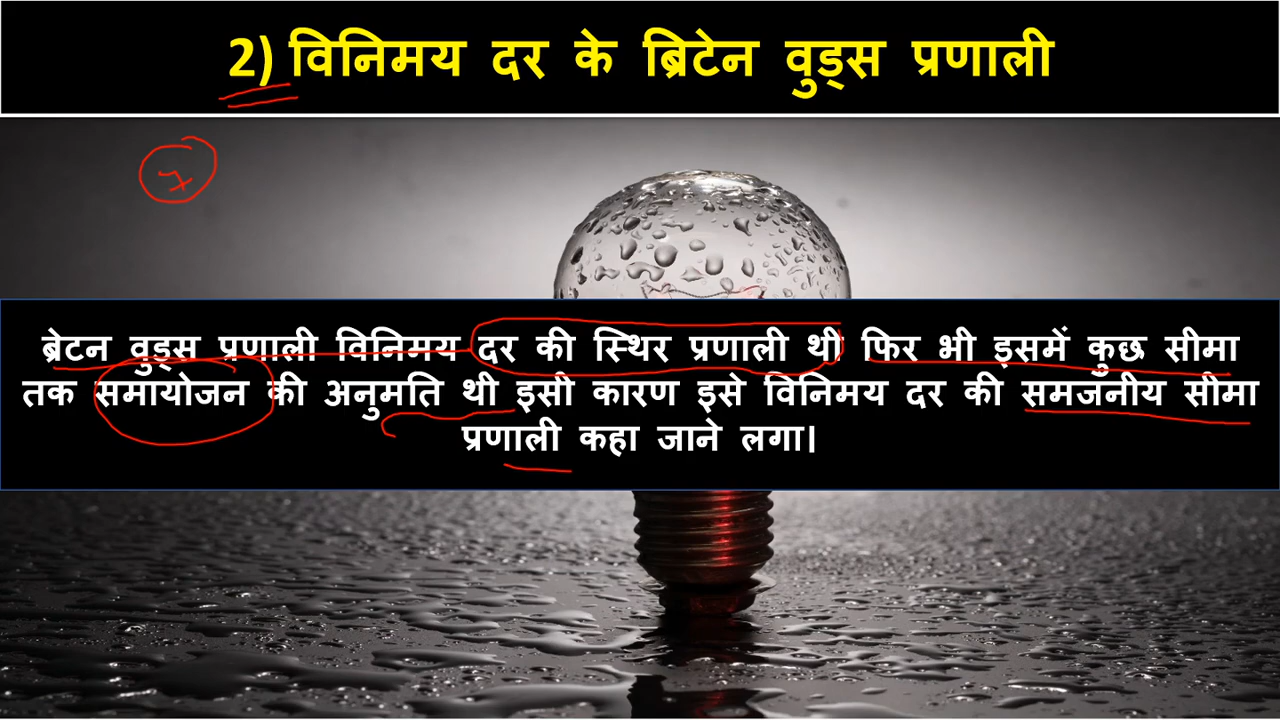 2) विनिमय दर के ब्रिटेन वुड्स प्रणाली
ब्रेटन वुड्स प्रणाली विनिमय दर की स्थिर प्रणाली थी फिर भी इसमें कुछ सीमा
तक समायोजन की अनुमति थी इसी कारण इसे विनिमय दर की समजंनीय सीमा
प्रणाली कहा जाने लगा।